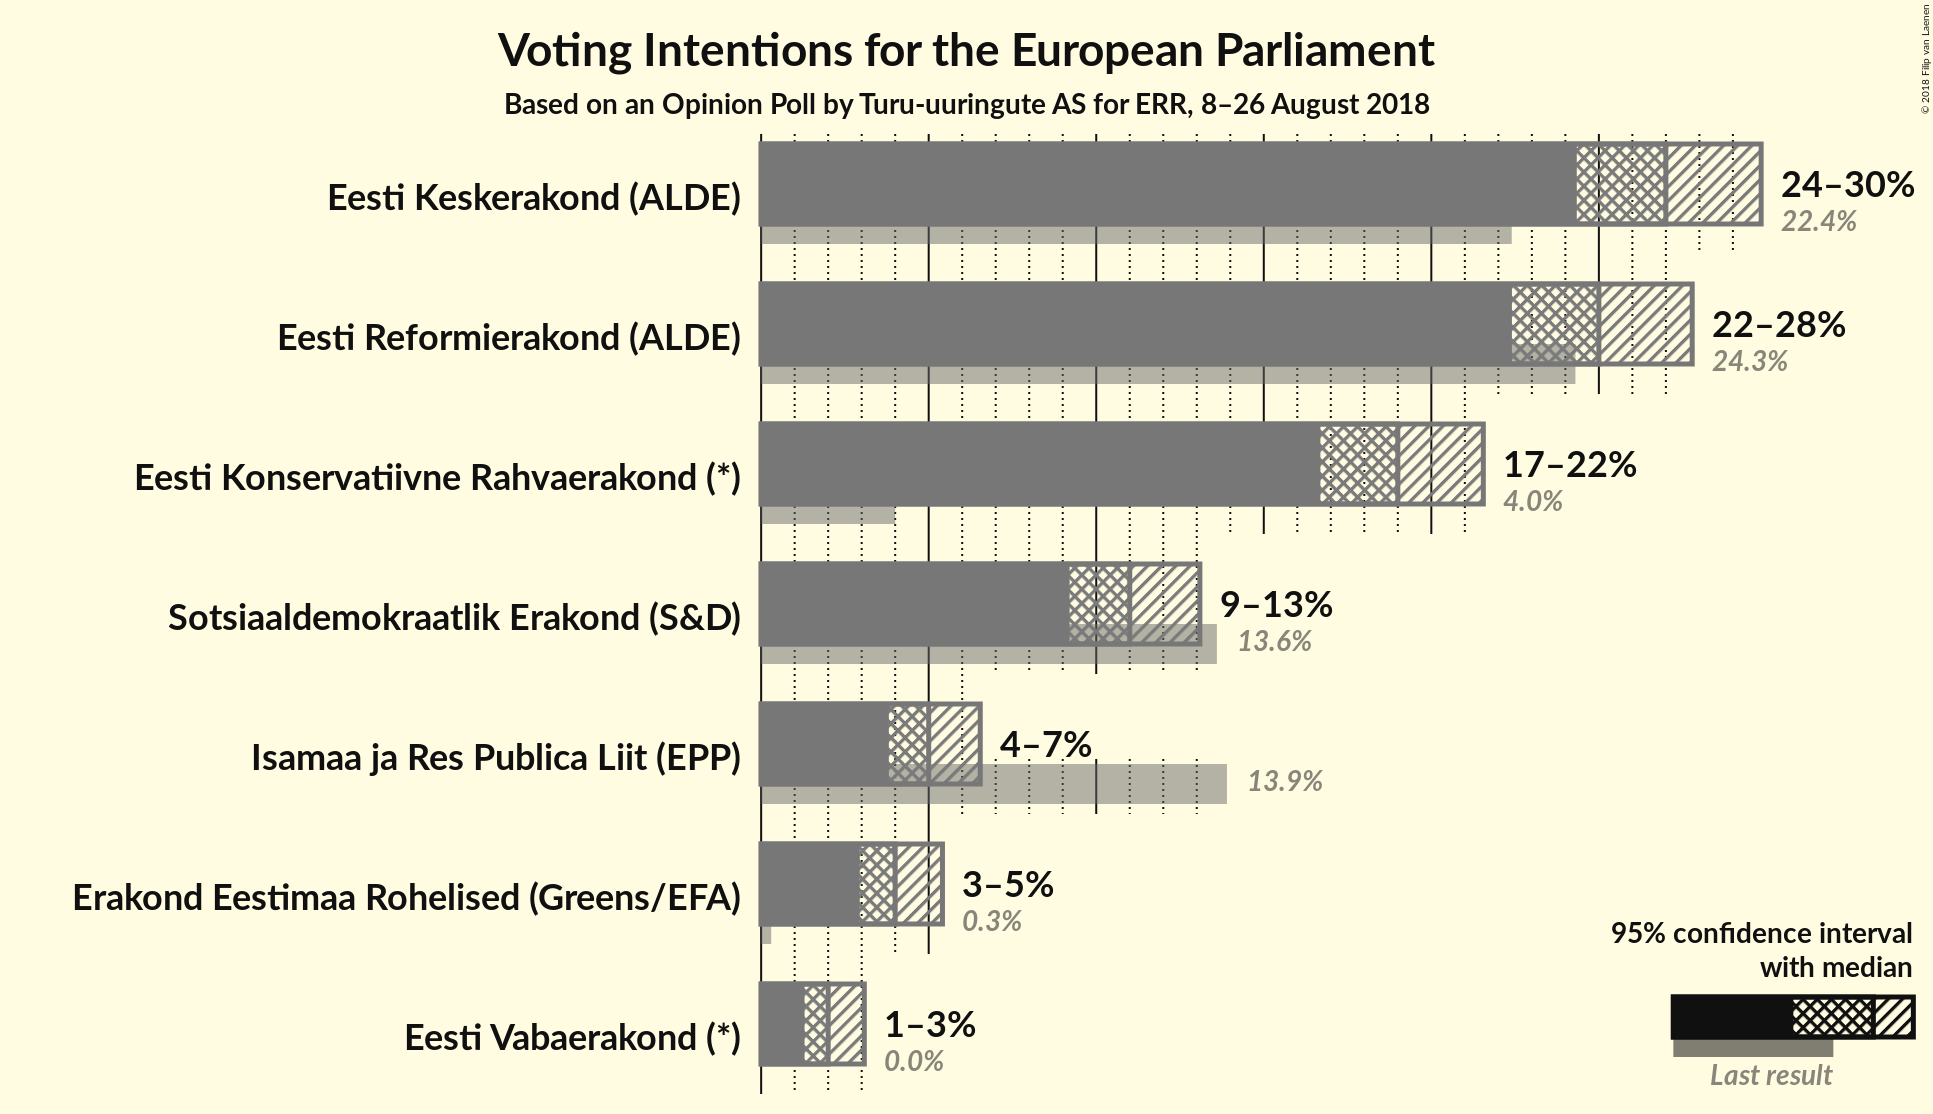 Voting Intentions for the European Parliament
Based on an Opinion Poll by Turu-uuringute AS for ERR, 8–26 August 2018
© 2018 Filip van Laenen
Eesti Keskerakond (ALDE)
24–30%
22.4%
Eesti Reformierakond (ALDE)
22–28%
24.3%
Eesti Konservatiivne Rahvaerakond (*)
17–22%
4.0%
Sotsiaaldemokraatlik Erakond (S&D)
9–13%
13.6%
Isamaa ja Res Publica Liit (EPP)
4–7%
13.9%
Erakond Eestimaa Rohelised (Greens/EFA)
3–5%
0.3%
Eesti Vabaerakond (*)
1–3%
0.0%
95% confidence interval
with median
Last result